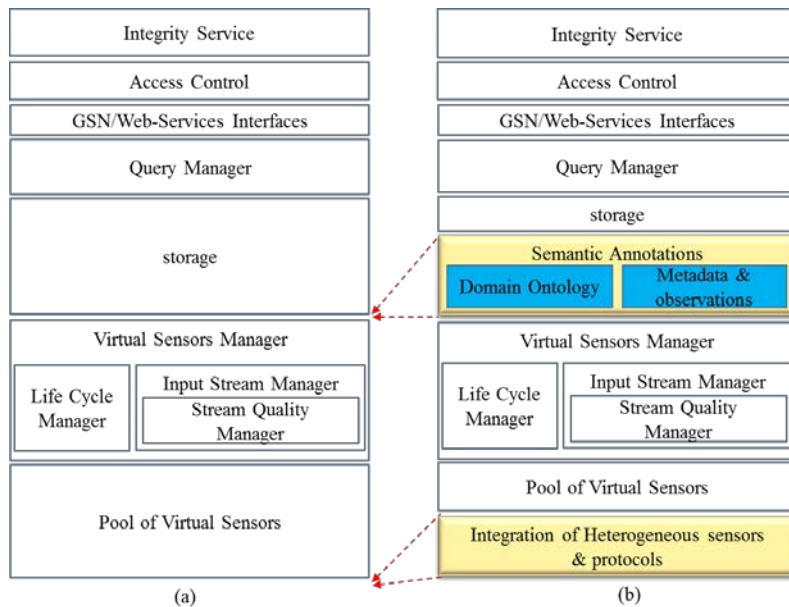 Integrity Service
Access Control
GSN/Web-Services Interfaces
Query Manager
storage
Virtual Sensors Manager
Life Cycle
Manager
Input Stream Manager
Stream Quality
Manager
Pool of Virtual Sensors
(a)
Integrity Service
Access Control
GSN/Web-Services Interfaces
Query Manager
storage
Semantic Annotations
Domain Ontology
Metadata &
observations
Virtual Sensors Manager
Life Cycle
Manager
Input Stream Manager
Stream Quality
Manager
Pool of Virtual Sensors
Integration of Heterogeneous sensors
& protocols
(b)